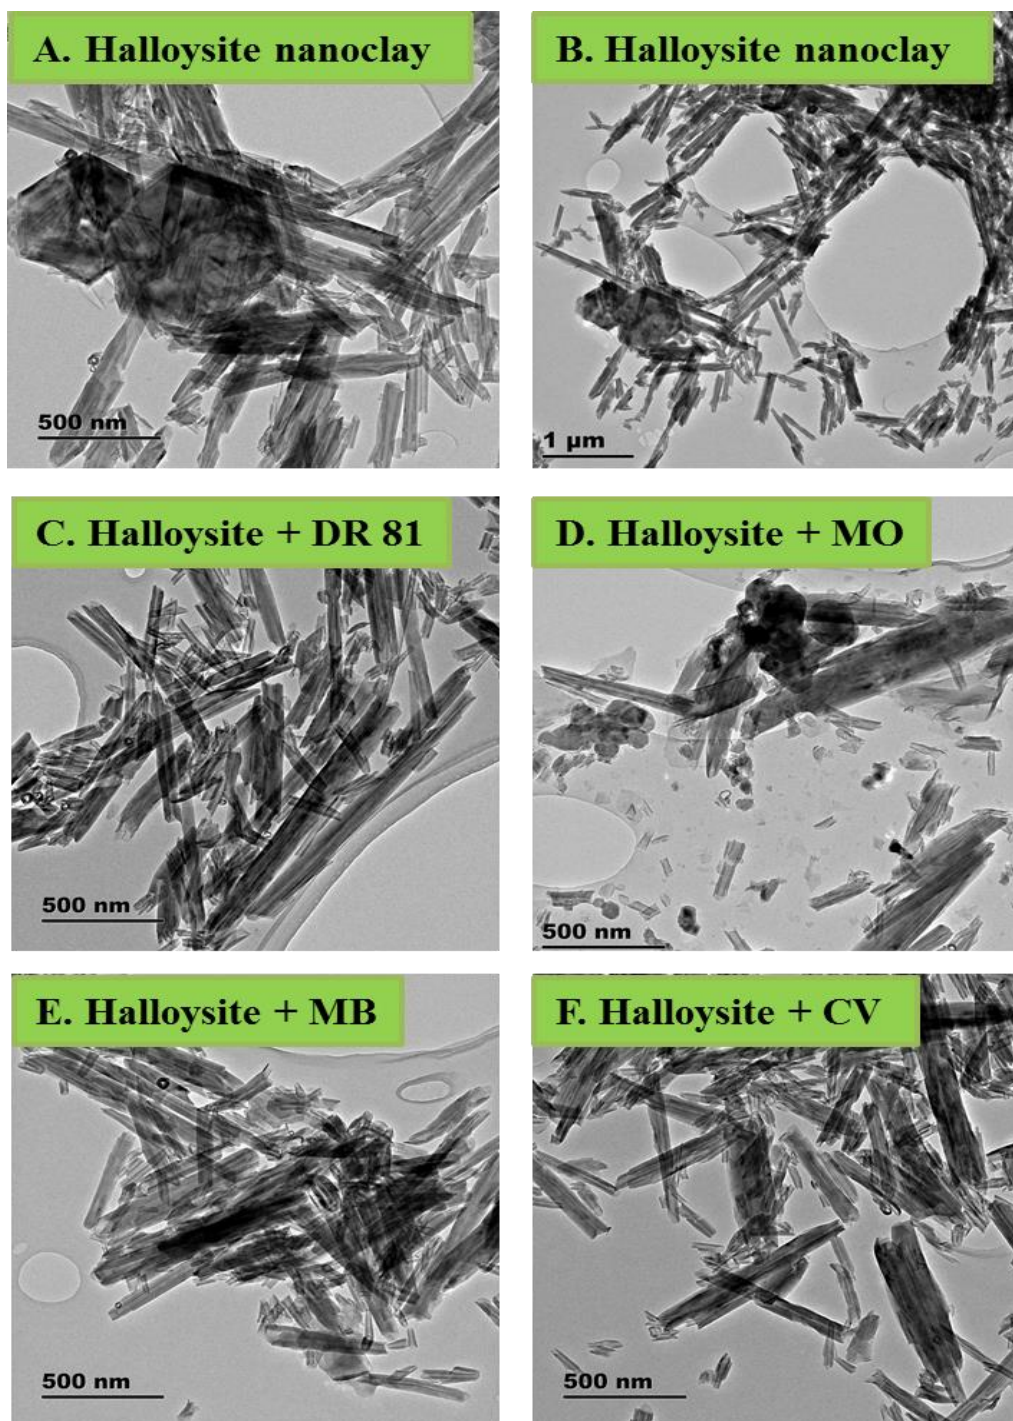 A. Halloysite nanoclay
B. Halloysite nanoclay
500 nm
1 µm
C. Halloysite + DR 81
D. Halloysite + MO
500 nm
500 nm
E. Halloysite + MB
F. Halloysite + CV
500 nm
500 nm